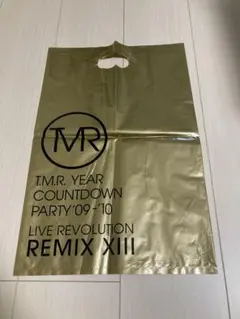 TMR
T.M.R. YEAR
COUNTDOWN
PARTY '09-'10
LIVE REVOLUTION
REMIX XIII